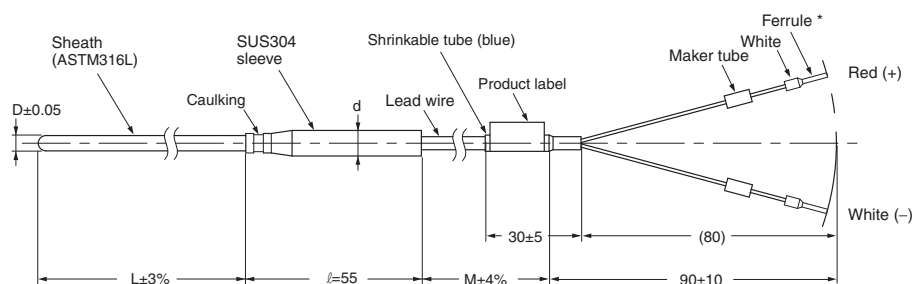 Sheath
(ASTM316L)
SUS304
sleeve
Shrinkable tube (blue)
Ferrule *
White
Maker tube
Red (+)
Product label
Caulking
d
Lead wire
D±0.05
White (–)
30±5
(80)
L±3%
ℓ=55
M±4%
90±10